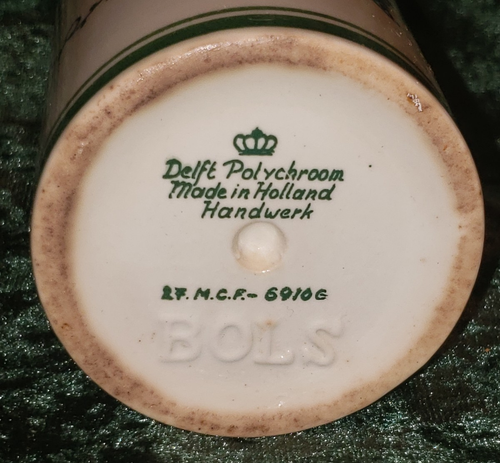 Delft Polychroom
Made in Holland
Handwerk
27. M.C.F.- 6910G
BOLS